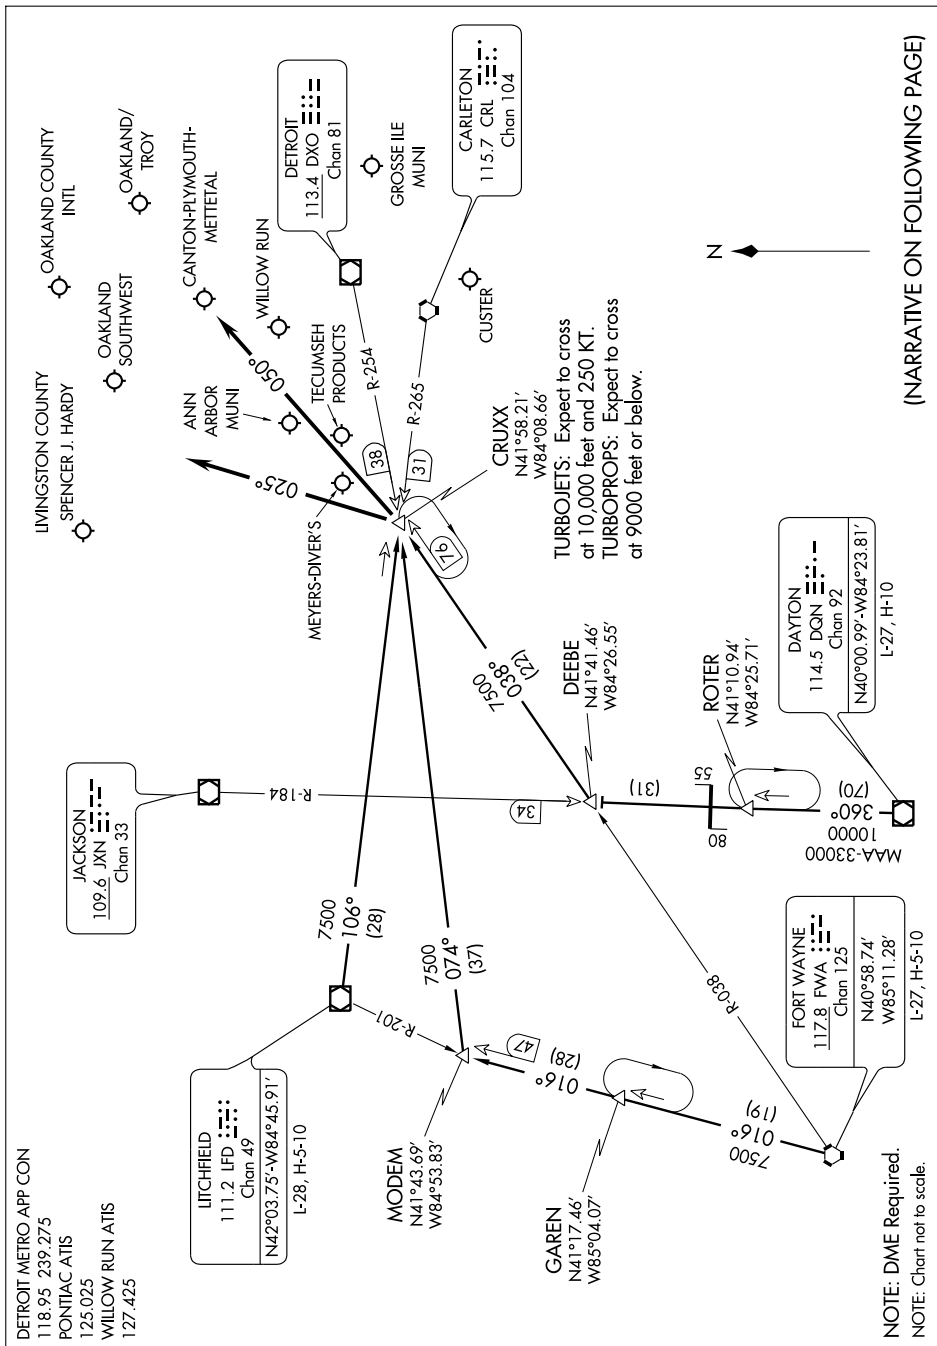 DETROIT METRO APP CON
118.95 239.275
PONTIAC ATIS
125.025
WILLOW RUN ATIS
127.425
LIVINGSTON COUNTY
SPENCER J. HARDY
OAKLAND COUNTY
INTL
OAKLAND
SOUTHWEST
OAKLAND/
TROY
CANTON-PLYMOUTH-
METTETAL
ANN
ARBOR
MUNI
WILLOW RUN
TECUMSEH
PRODUCTS
MEYERS-DIVER'S
DETROIT
113.4 DXO
Chan 81
GROSSE ILE
MUNI
CARLETON
115.7 CRL
Chan 104
CUSTER
025°
050°
R-254
38
R-265
31
76
CRUXX
N41°58.21'
W84°08.66'
TURBOJETS: Expect to cross
at 10,000 feet and 250 KT.
TURBOPROPS: Expect to cross
at 9000 feet or below.
N
JACKSON
109.6 JXN
Chan 33
R-184
34
LITCHFIELD
111.2 LFD
Chan 49
N42°03.75'-W84°45.91'
L-28, H-5-10
7500
106°
(28)
R-201
7500
074°
(37)
MODEM
N41°43.69'
W84°53.83'
47
(28)
016°
GAREN
N41°17.46'
W85°04.07'
(19)
016°
7500
R-038
FORT WAYNE
117.8 FWA
Chan 125
N40°58.74'
W85°11.28'
L-27, H-5-10
7500
038°
(22)
DEEBE
N41°41.46'
W84°26.55'
(31)
55
80
ROTER
N41°10.94'
W84°25.71'
(70)
360°
10000
MAA-33000
DAYTON
114.5 DQN
Chan 92
N40°00.99'-W84°23.81'
L-27, H-10
NOTE: DME Required.
NOTE: Chart not to scale.
(NARRATIVE ON FOLLOWING PAGE)